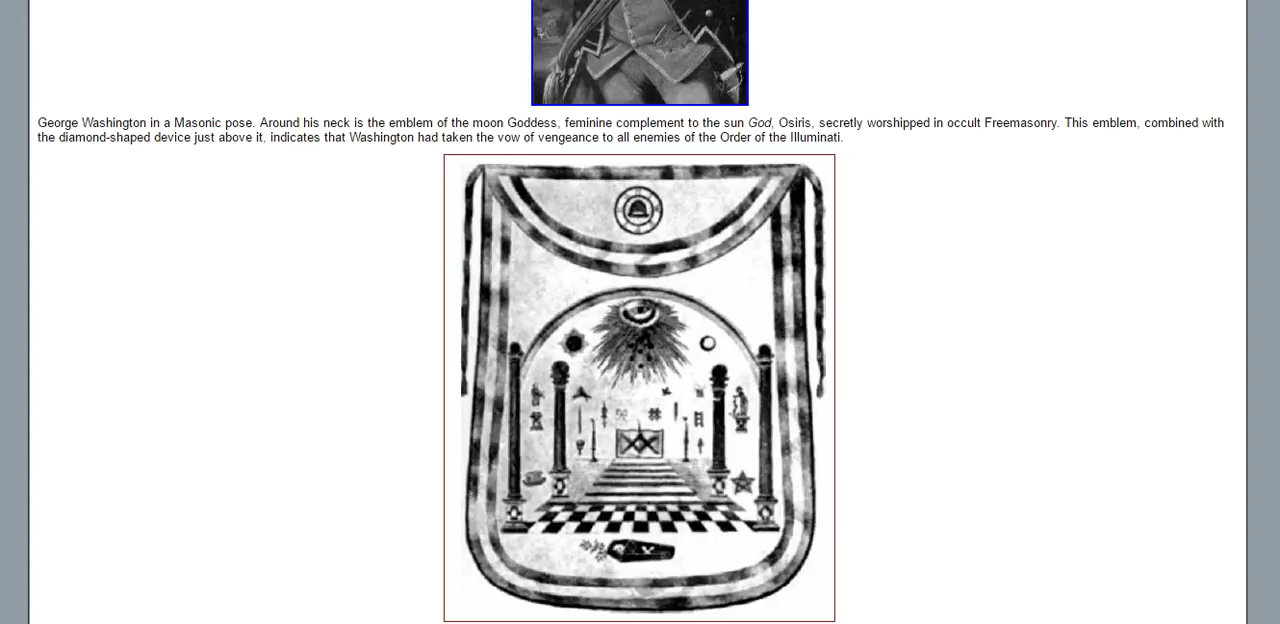 George Washington in a Masonic pose. Around his neck is the emblem of the moon Goddess, feminine complement to the sun God, Osiris, secretly worshipped in occult Freemasonry. This emblem, combined with
the diamond-shaped device just above it, indicates that Washington had taken the vow of vengeance to all enemies of the Order of the Illuminati.